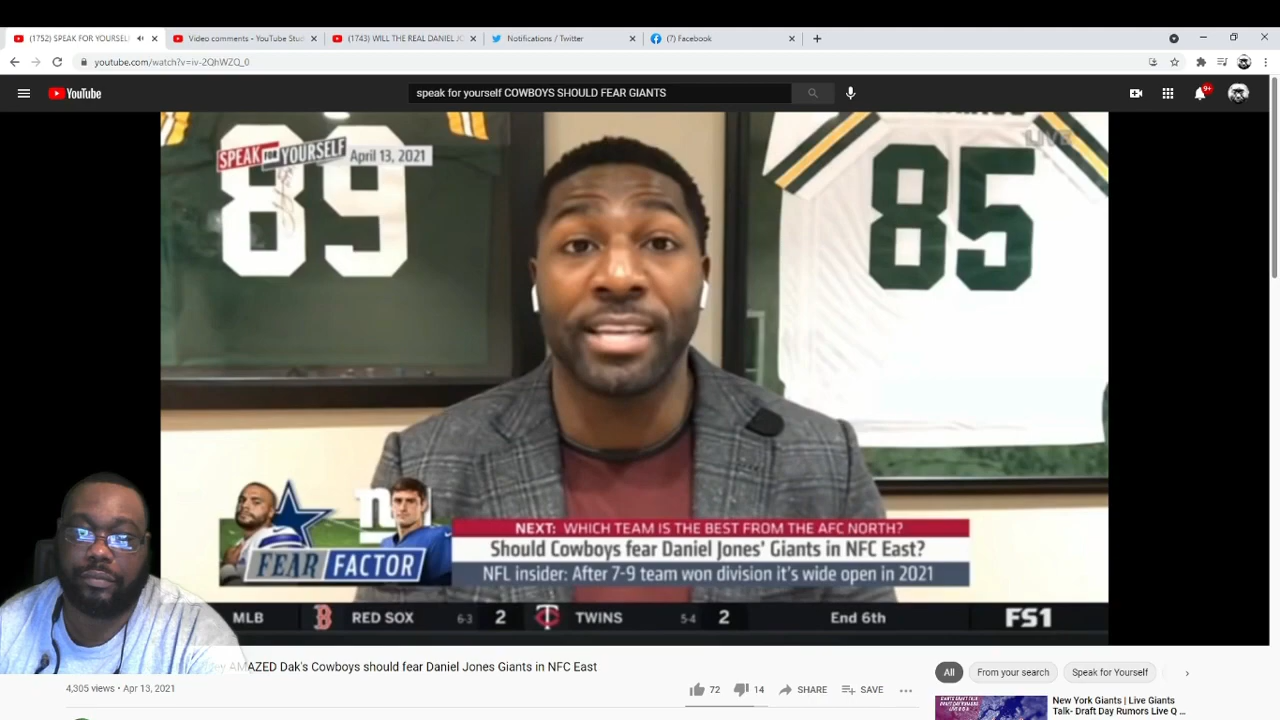 (1752) SPEAK FOR YOURSEL
Video comments - YouTube Stud
(1743) WILL THE REAL DANIEL JO
Notifications / Twitter
(7) Facebook
youtube.com/watch?v=iv-2QhWZQ_0
YouTube
speak for yourself COWBOYS SHOULD FEAR GIANTS
9+
SPEAK FOR YOURSELF
April 13, 2021
LIVE
89
85
ny
FEAR FACTOR
NEXT: WHICH TEAM IS THE BEST FROM THE AFC NORTH?
Should Cowboys fear Daniel Jones' Giants in NFC East?
NFL insider: After 7-9 team won division it's wide open in 2021
MLB B RED SOX 6-3 2 TWINS 5-4 2 End 6th FS1
AMAZED Dak's Cowboys should fear Daniel Jones Giants in NFC East
4,305 views • Apr 13, 2021
72 14 SHARE SAVE
All From your search Speak for Yourself
New York Giants | Live Giants
Talk- Draft Day Rumors Live Q ...